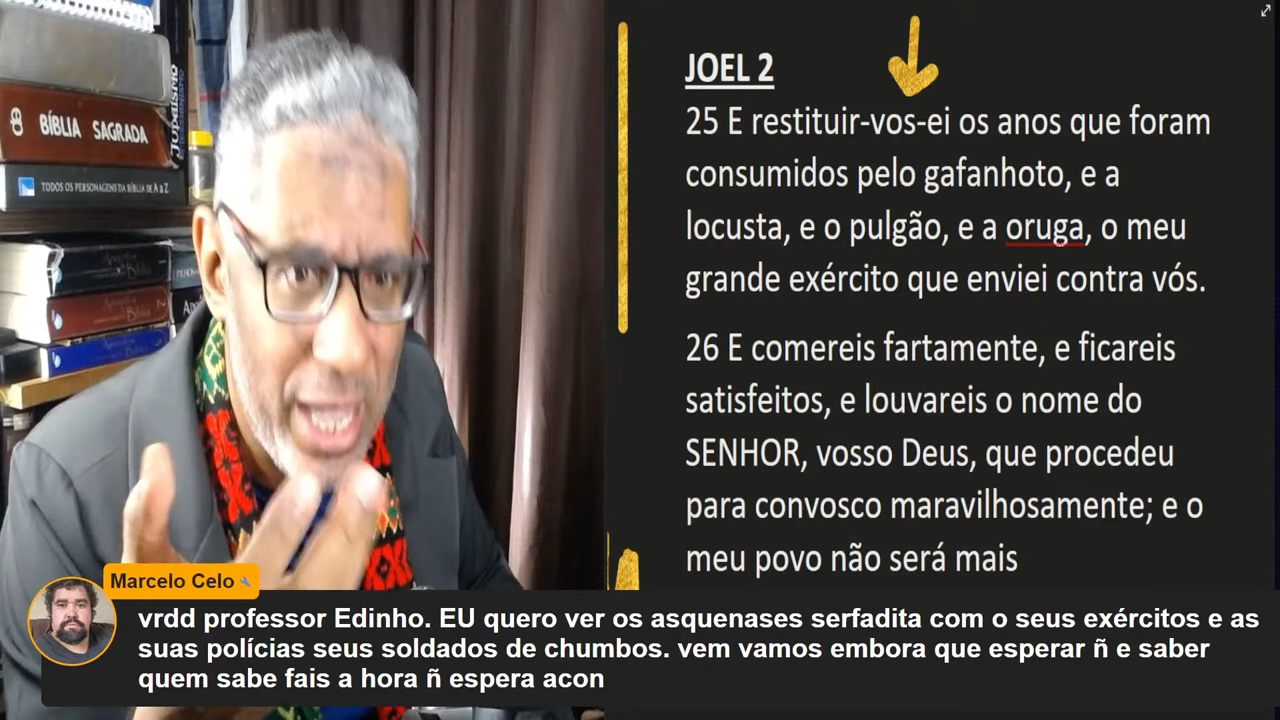 BÍBLIA SAGRADA
TODOS OS PERSONAGENS DA BÍBLIA DE A a Z
JOEL 2
25 E restituir-vos-ei os anos que foram
consumidos pelo gafanhoto, e a
locusta, e o pulgão, e a oruga, o meu
grande exército que enviei contra vós.
26 E comereis fartamente, e ficareis
satisfeitos, e louvareis o nome do
SENHOR, vosso Deus, que procedeu
para convosco maravilhosamente; e o
meu povo não será mais
Marcelo Celo
vrdd professor Edinho. EU quero ver os asquenases serfadita com o seus exércitos e as
suas polícias seus soldados de chumbos. vem vamos embora que esperar ñ e saber
quem sabe fais a hora ñ espera acon